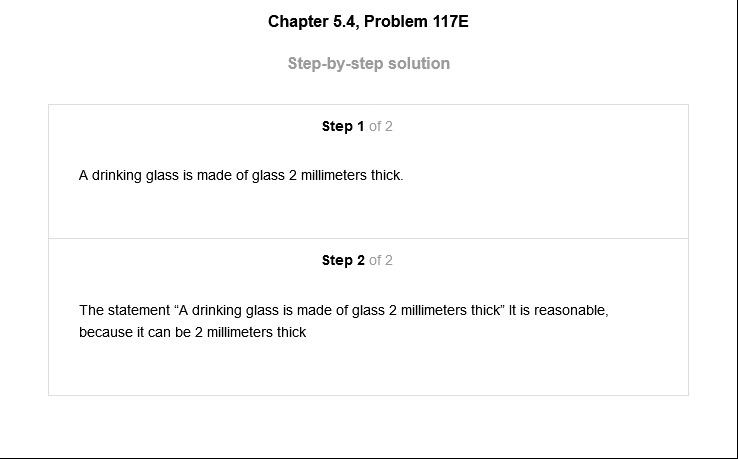 Chapter 5.4, Problem 117E
Step-by-step solution
Step 1 of 2
A drinking glass is made of glass 2 millimeters thick.
Step 2 of 2
The statement “A drinking glass is made of glass 2 millimeters thick” It is reasonable,
because it can be 2 millimeters thick